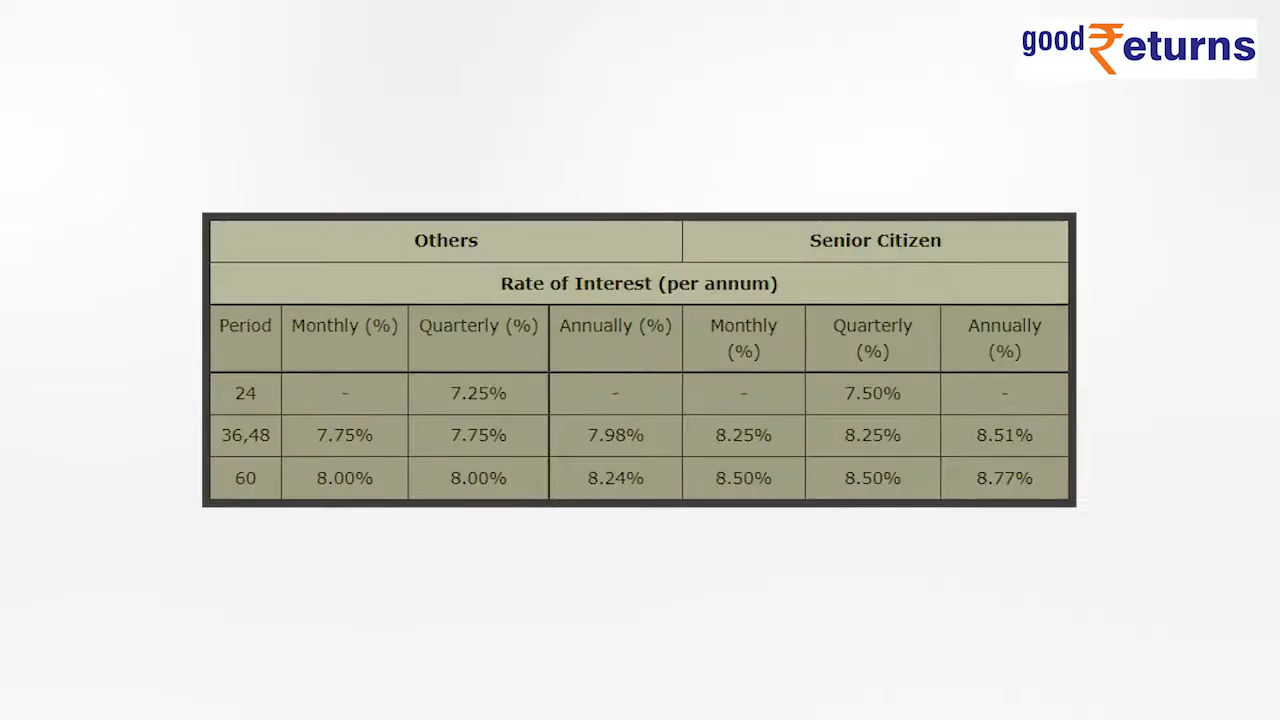 good ₹eturns
Others Senior Citizen
Rate of Interest (per annum)
Period Monthly (%) Quarterly (%) Annually (%) Monthly (%) Quarterly (%) Annually (%)
24 - 7.25% - - 7.50% -
36,48 7.75% 7.75% 7.98% 8.25% 8.25% 8.51%
60 8.00% 8.00% 8.24% 8.50% 8.50% 8.77%